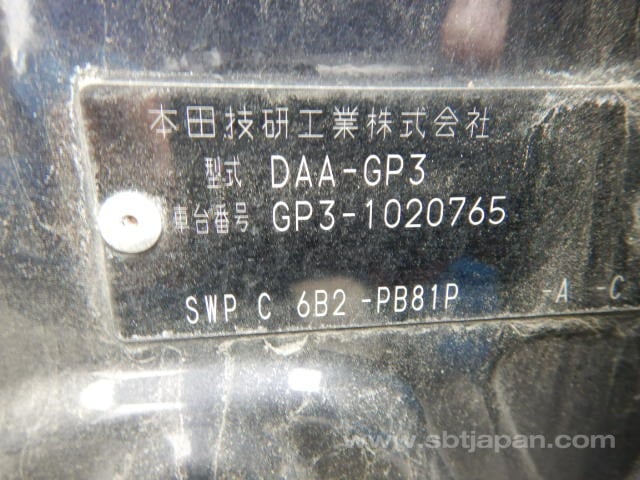 本田技研工業株式会社
型式 DAA-GP3
車台番号 GP3-1020765
SWP C 6B2 -PB81P -A -C
www.sbtjapan.com